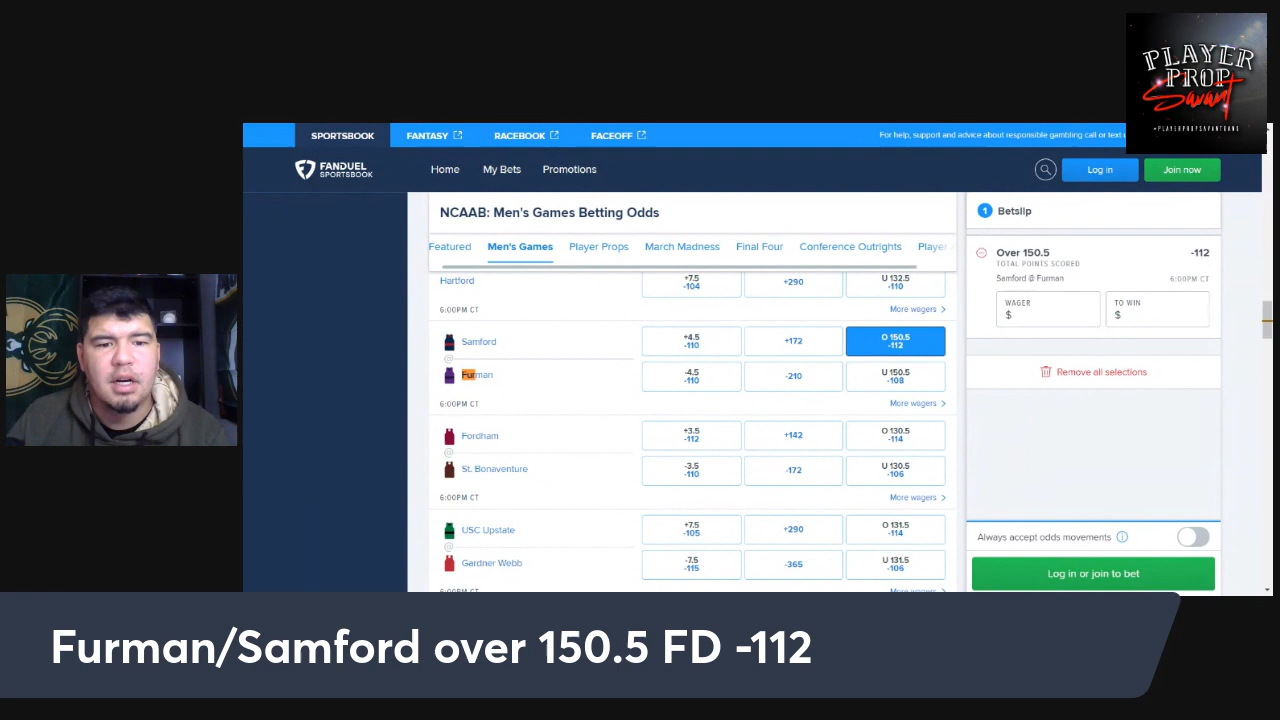 PLAYER
PROP
Savant
#PLAYERPROPSAVANTGANG
SPORTSBOOK
FANTASY
RACEBOOK
FACEOFF
For help, support and advice about responsible gambling call or text
FANDUEL
SPORTSBOOK
Home
My Bets
Promotions
Log in
Join now
NCAAB: Men's Games Betting Odds
Featured
Men's Games
Player Props
March Madness
Final Four
Conference Outrights
Player
Hartford
+7.5
-104
+290
U 132.5
-110
6:00PM CT
More wagers >
Samford
+4.5
-110
+172
O 150.5
-112
@
Furman
-4.5
-110
-210
U 150.5
-108
6:00PM CT
More wagers >
Fordham
+3.5
-112
+142
O 130.5
-114
@
St. Bonaventure
-3.5
-110
-172
U 130.5
-106
6:00PM CT
More wagers >
USC Upstate
+7.5
-105
+290
O 131.5
-114
@
Gardner Webb
-7.5
-115
-365
U 131.5
-106
6:00PM CT
More wagers
1 Betslip
Over 150.5
-112
TOTAL POINTS SCORED
Samford @ Furman
6:00PM CT
WAGER
$
TO WIN
$
Remove all selections
Always accept odds movements
Log in or join to bet
Furman/Samford over 150.5 FD -112